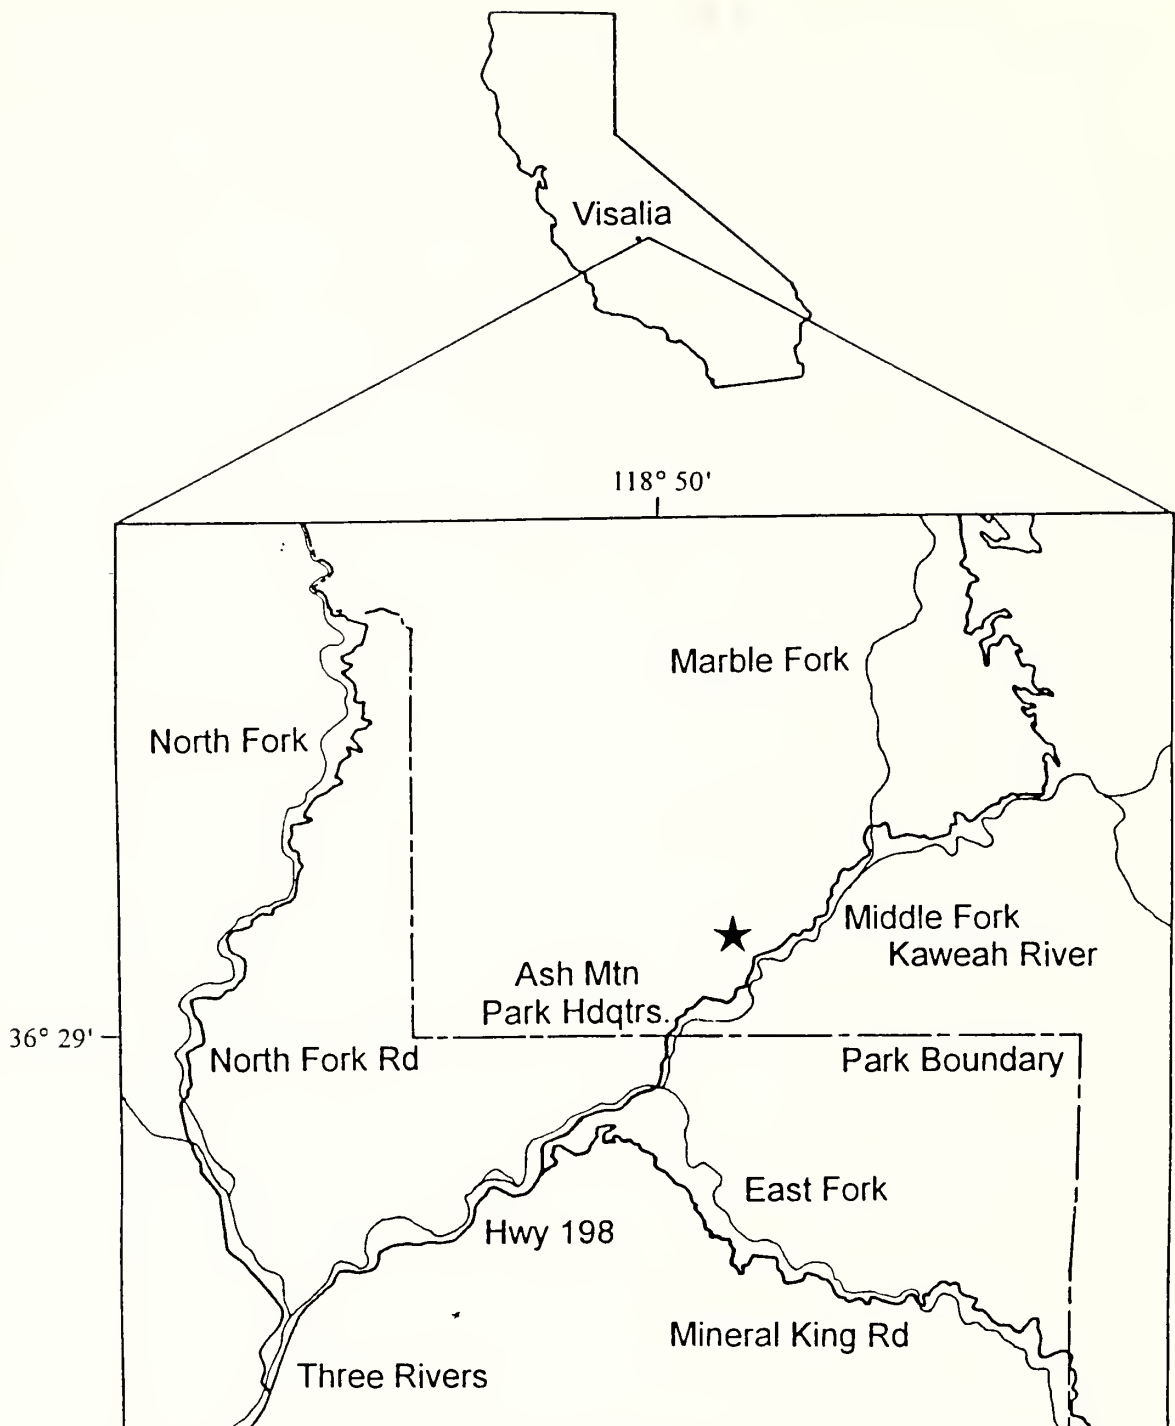 Visalia
118° 50'
Marble Fork
North Fork
Middle Fork
Kaweah River
Ash Mtn
Park Hdqtrs.
36° 29'
North Fork Rd
Park Boundary
East Fork
Hwy 198
Mineral King Rd
Three Rivers